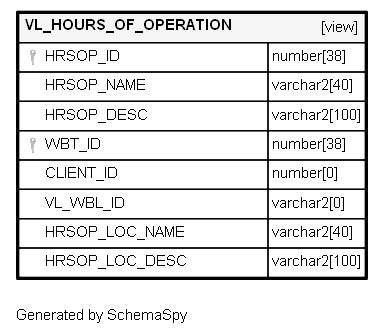 VL_HOURS_OF_OPERATION [view]
HRSOP_ID number[38]
HRSOP_NAME varchar2[40]
HRSOP_DESC varchar2[100]
WBT_ID number[38]
CLIENT_ID number[0]
VL_WBL_ID varchar2[0]
HRSOP_LOC_NAME varchar2[40]
HRSOP_LOC_DESC varchar2[100]
Generated by SchemaSpy